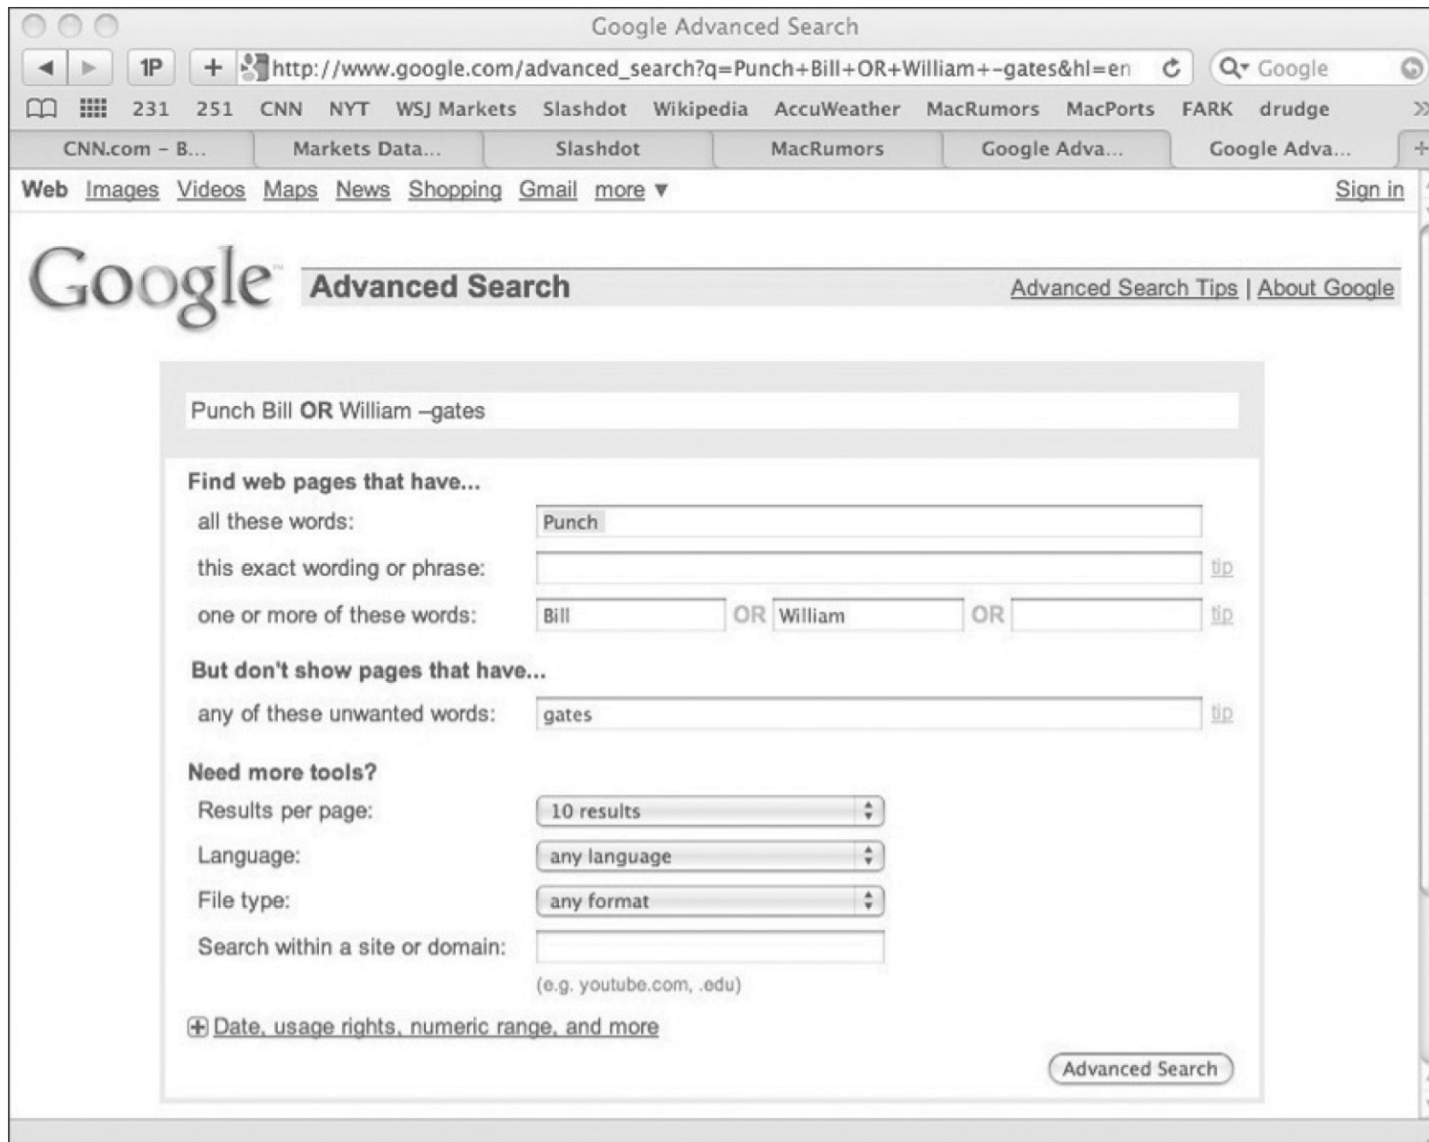 Google Advanced Search
1P + http://www.google.com/advanced_search?q=Punch+Bill+OR+William+-gates&hl=en Google
231 251 CNN NYT WSJ Markets Slashdot Wikipedia AccuWeather MacRumors MacPorts FARK drudge >>
CNN.com – B... Markets Data... Slashdot MacRumors Google Adva... Google Adva... +
Web Images Videos Maps News Shopping Gmail more ▼ Sign in
Google™ Advanced Search Advanced Search Tips | About Google
Punch Bill OR William –gates
Find web pages that have...
all these words: Punch
this exact wording or phrase: tip
one or more of these words: Bill OR William OR tip
But don't show pages that have...
any of these unwanted words: gates tip
Need more tools?
Results per page: 10 results
Language: any language
File type: any format
Search within a site or domain:
(e.g. youtube.com, .edu)
+ Date, usage rights, numeric range, and more
Advanced Search